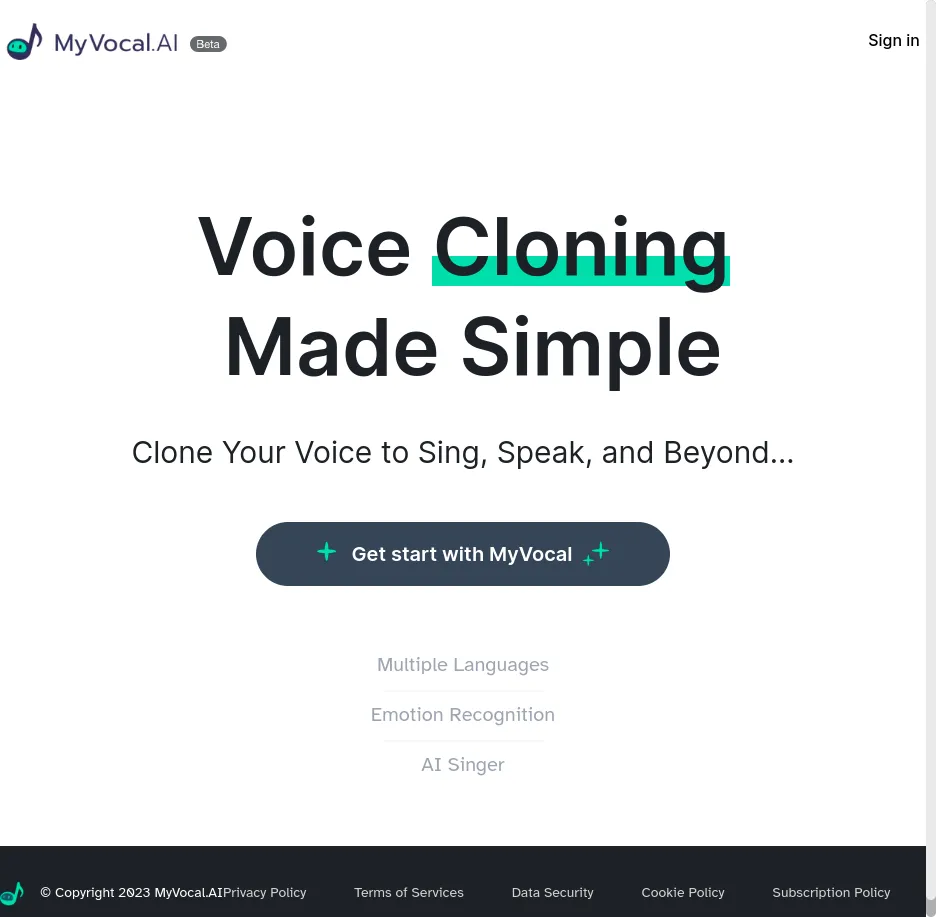 MyVocal.AI Beta
Sign in
Voice Cloning
Made Simple
Clone Your Voice to Sing, Speak, and Beyond...
Get start with MyVocal
Multiple Languages
Emotion Recognition
AI Singer
© Copyright 2023 MyVocal.AI Privacy Policy Terms of Services Data Security Cookie Policy Subscription Policy